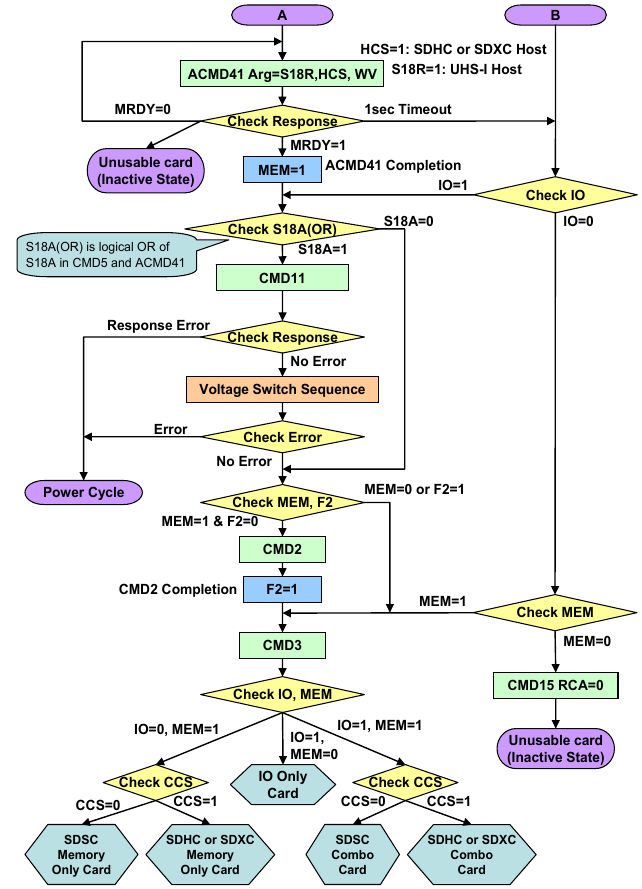 A
B
HCS=1: SDHC or SDXC Host
S18R=1: UHS-I Host
ACMD41 Arg=S18R,HCS, WV
MRDY=0
Check Response
1sec Timeout
MRDY=1
Unusable card
(Inactive State)
MEM=1
ACMD41 Completion
IO=1
Check IO
IO=0
Check S18A(OR)
S18A=0
S18A=1
S18A(OR) is logical OR of
S18A in CMD5 and ACMD41
CMD11
Response Error
Check Response
No Error
Voltage Switch Sequence
Error
Check Error
No Error
Power Cycle
MEM=0 or F2=1
Check MEM, F2
MEM=1 & F2=0
CMD2
CMD2 Completion
F2=1
MEM=1
Check MEM
MEM=0
CMD3
CMD15 RCA=0
Check IO, MEM
IO=0, MEM=1
IO=1,
MEM=0
IO=1, MEM=1
Unusable card
(Inactive State)
Check CCS
IO Only
Card
Check CCS
CCS=0
CCS=1
CCS=0
CCS=1
SDSC
Memory
Only Card
SDHC or SDXC
Memory
Only Card
SDSC
Combo
Card
SDHC or SDXC
Combo
Card